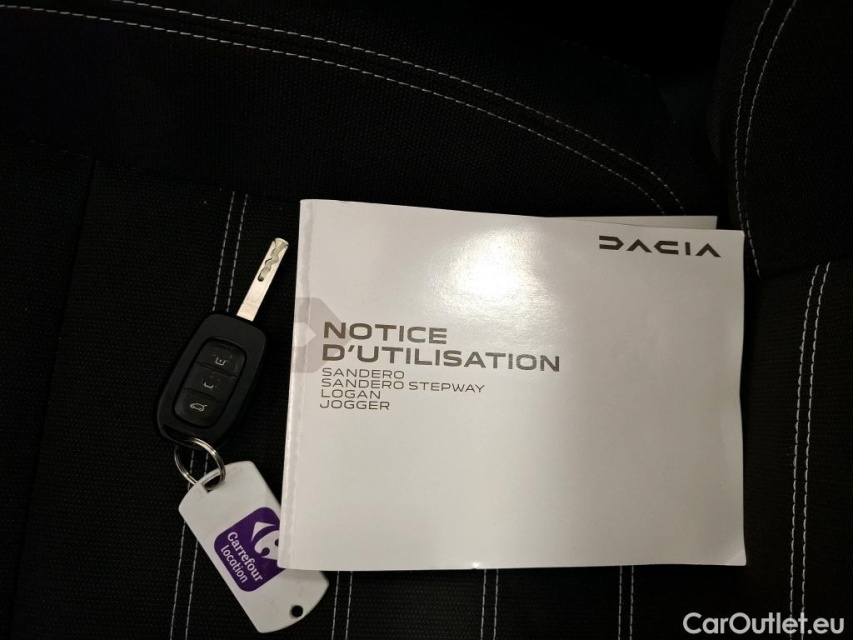 DACIA
NOTICE
D'UTILISATION
SANDERO
SANDERO STEPWAY
LOGAN
JOGGER
Carrefour
location
CarOutlet.eu